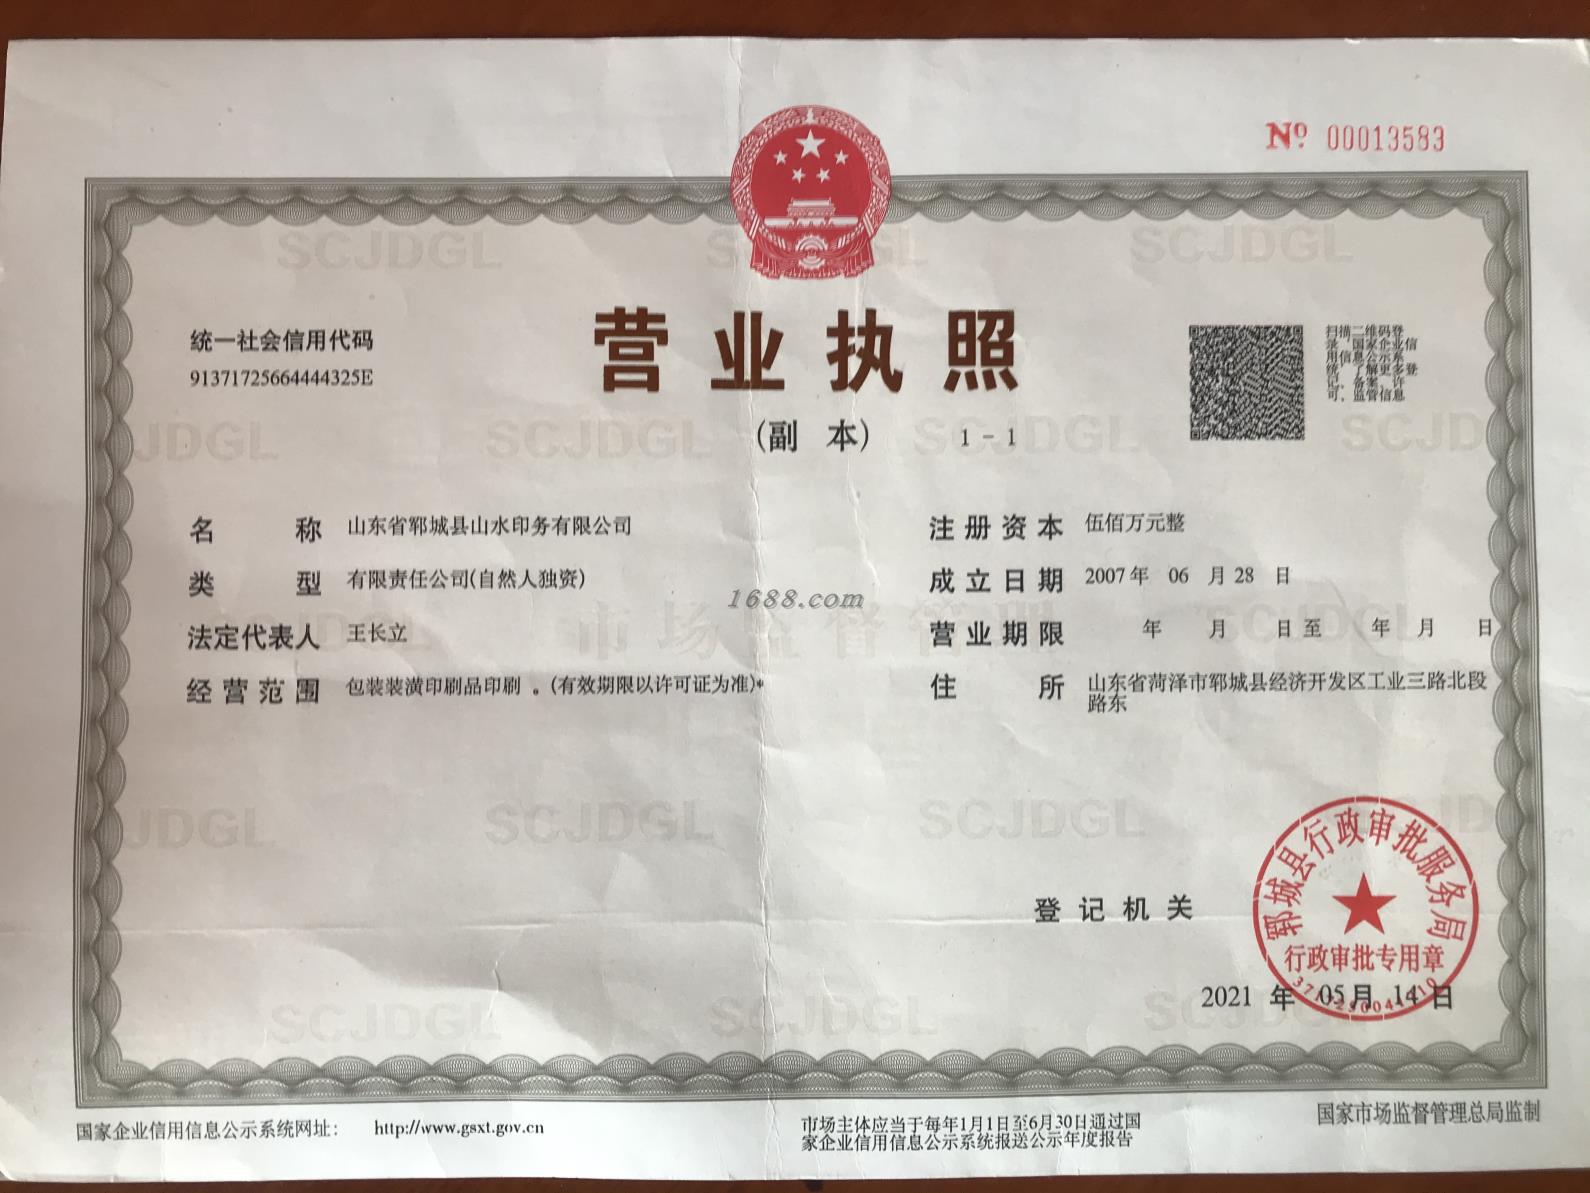 № 00013583
统一社会信用代码
91371725664444325E
营业执照
(副 本) 1-1
扫描二维码登
录“国家企业信
用信息公示系
统”了解更多登
记、备案、许
可、监管信息
名称 山东省郓城县山水印务有限公司
类型 有限责任公司(自然人独资)
法定代表人 王长立
经营范围 包装装潢印刷品印刷 。(有效期限以许可证为准)*
注册资本 伍佰万元整
成立日期 2007年 06 月28 日
营业期限 年 月 日至 年 月 日
住所 山东省菏泽市郓城县经济开发区工业三路北段
路东
1688.com
市场监督管理
SCJDGL
登记机关
郓城县行政审批服务局
行政审批专用章
2021 年 05月 14日
国家企业信用信息公示系统网址: http://www.gsxt.gov.cn
市场主体应当于每年1月1日至6月30日通过国
家企业信用信息公示系统报送公示年度报告
国家市场监督管理总局监制